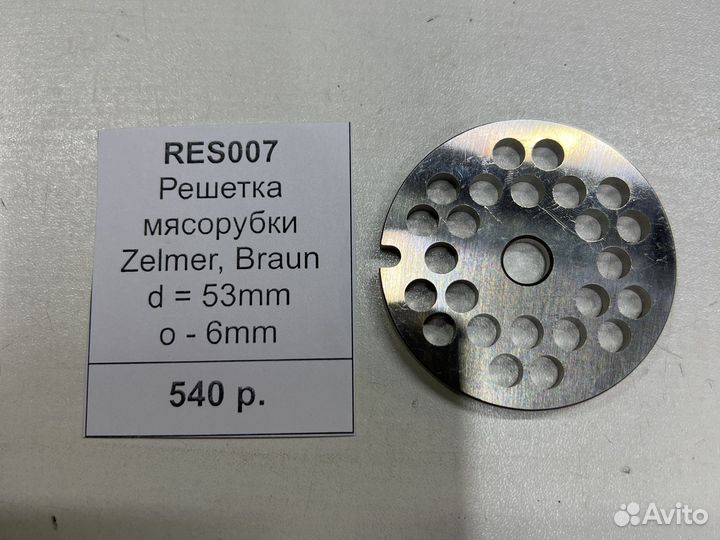 RES007
Решетка
мясорубки
Zelmer, Braun
d = 53mm
o - 6mm
540 р.
Avito